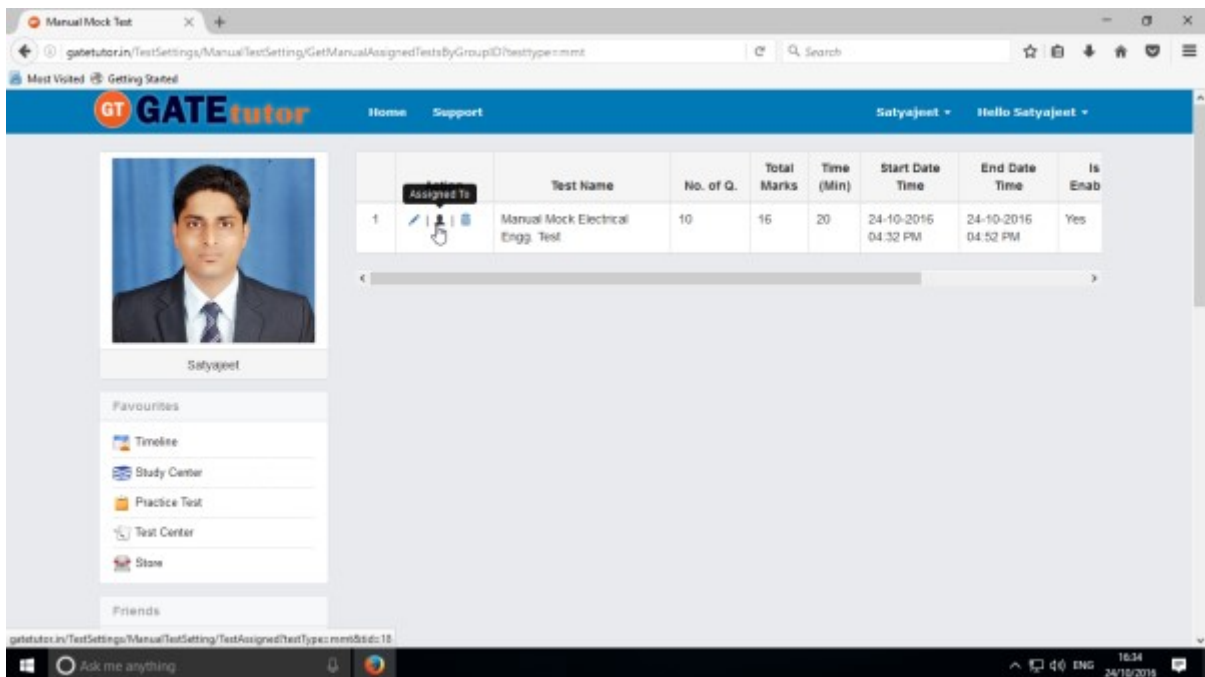 Manual Mock Test
gatetutor.in/TestSettings/ManualTestSetting/GetManualAssignedTestsByGroupID?testtype=mmt
Search
Most Visited Getting Started
GT GATEtutor Home Support Satyajeet Hello Satyajeet
Test Name No. of Q. Total Marks Time (Min) Start Date Time End Date Time Is Enab
Assigned To
1 | | Manual Mock Electrical Engg. Test 10 16 20 24-10-2016 04:32 PM 24-10-2016 04:52 PM Yes
Satyajeet
Favourites
Timeline
Study Center
Practice Test
Test Center
Store
Friends
gatetutor.in/TestSettings/ManualTestSetting/TestAssigned?testType=mmt&tid=18
Ask me anything ENG 16:34
24/10/2016